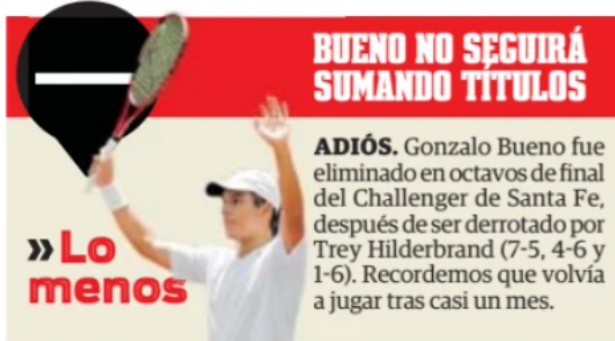 BUENO NO SEGUIRÁ
SUMANDO TÍTULOS
ADIÓS. Gonzalo Bueno fue
eliminado en octavos de final
del Challenger de Santa Fe,
después de ser derrotado por
Trey Hilderbrand (7-5, 4-6 y
1-6). Recordemos que volvía
a jugar tras casi un mes.
» Lo
menos